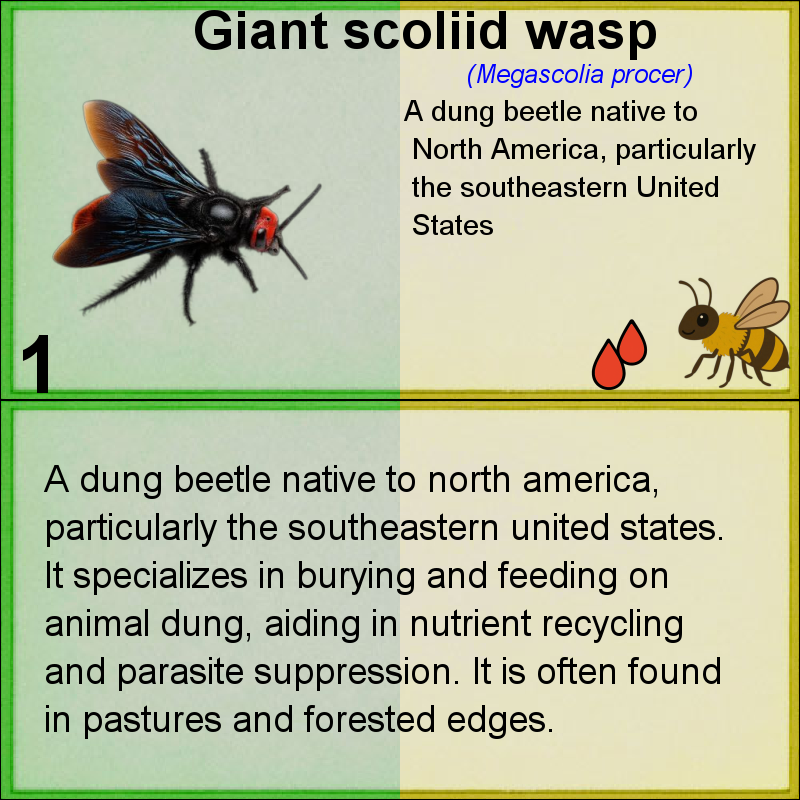 Giant scoliid wasp
(Megascolia procer)
A dung beetle native to
North America, particularly
the southeastern United
States
1
A dung beetle native to north america,
particularly the southeastern united states.
It specializes in burying and feeding on
animal dung, aiding in nutrient recycling
and parasite suppression. It is often found
in pastures and forested edges.